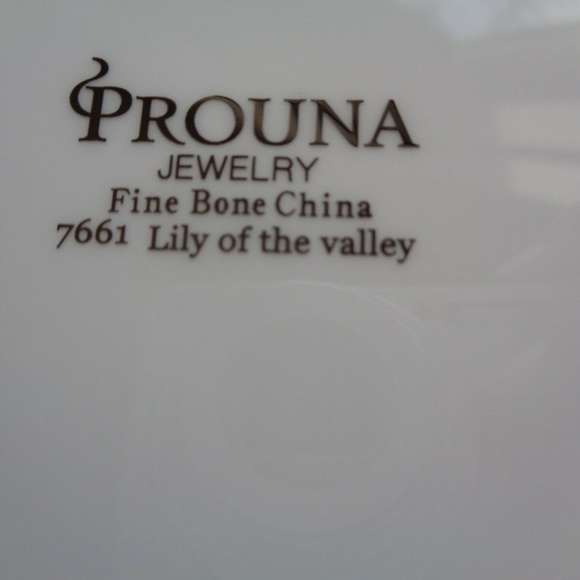 PROUNA
JEWELRY
Fine Bone China
7661 Lily of the valley